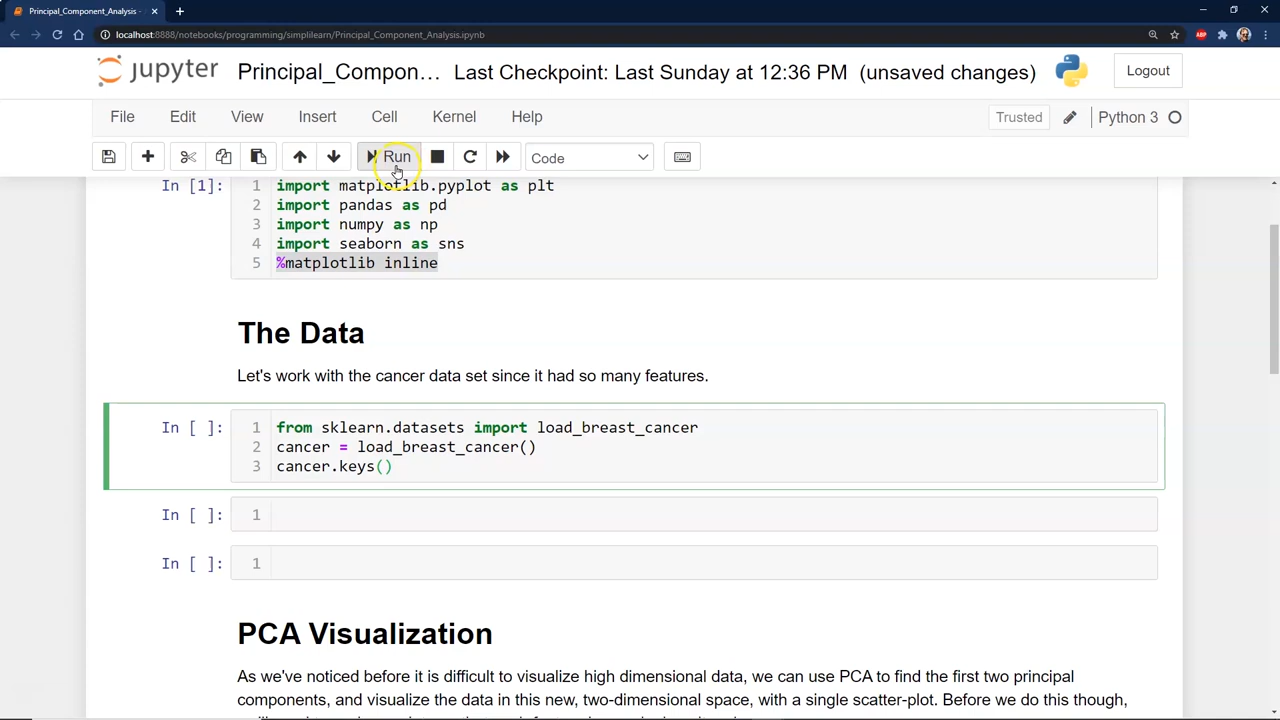 Principal_Component_Analysis -
localhost:8888/notebooks/programming/simplilearn/Principal_Component_Analysis.ipynb
ABP
jupyter Principal_Compon... Last Checkpoint: Last Sunday at 12:36 PM (unsaved changes) Logout
File Edit View Insert Cell Kernel Help Trusted Python 3
Run Code
In [1]: 1 import matplotlib.pyplot as plt
2 import pandas as pd
3 import numpy as np
4 import seaborn as sns
5 %matplotlib inline
The Data
Let's work with the cancer data set since it had so many features.
In [ ]: 1 from sklearn.datasets import load_breast_cancer
2 cancer = load_breast_cancer()
3 cancer.keys()
In [ ]: 1
In [ ]: 1
PCA Visualization
As we've noticed before it is difficult to visualize high dimensional data, we can use PCA to find the first two principal
components, and visualize the data in this new, two-dimensional space, with a single scatter-plot. Before we do this though,